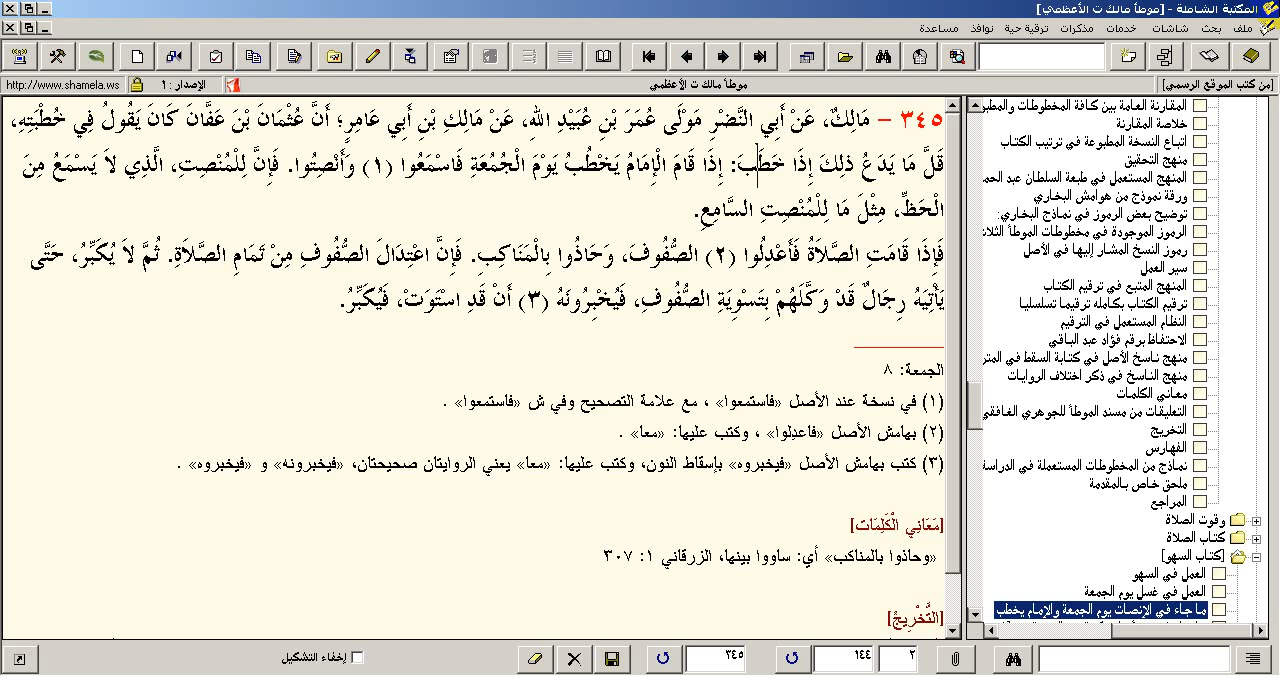 المكتبة الشاملة - [موطأ مالك ت الأعظمي]
ملف بحث شاشات خدمات مذكرات ترقية حية نوافذ مساعدة
[من كتب الموقع الرسمي]
موطأ مالك ت الأعظمي
الإصدار: ١
http://www.shamela.ws
المقارنة العامة بين كافة المخطوطات والمطبو
خلاصة المقارنة
اتباع النسخة المطبوعة في ترتيب الكتاب
منهج التحقيق
المنهج المستعمل في طبعة السلطان عبد الحم
ورقة نموذج من هوامش البخاري
توضيح بعض الرموز في نماذج البخاري:
الرموز الموجودة في مخطوطات الموطأ الثلاث
رموز النسخ المشار إليها في الأصل
سير العمل
المنهج المتبع في ترقيم الكتاب
ترقيم الكتاب بكامله ترقيما تسلسليا
النظام المستعمل في الترقيم
الاحتفاظ برقم فؤاد عبد الباقي
منهج ناسخ الأصل في كتابة السقط في المتر
منهج الناسخ في ذكر اختلاف الروايات
معاني الكلمات
التعليقات من مسند الموطأ للجوهري الغافقي
التخريج
الفهارس
نماذج من المخطوطات المستعملة في الدراسة
ملحق خاص بالمقدمة
المراجع
وقوت الصلاة
كتاب الصلاة
[كتاب السهو]
العمل في السهو
العمل في غسل يوم الجمعة
ما جاء في الإنصات يوم الجمعة والإمام يخطب
٣٤٥ - مَالِكٌ، عَنْ أَبِي النَّضْرِ مَوْلَى عُمَرَ بْنِ عُبَيْدِ اللهِ، عَنْ مَالِكِ بْنِ أَبِي عَامِرٍ؛ أَنَّ عُثْمَانَ بْنَ عَفَّانَ كَانَ يَقُولُ فِي خُطْبَتِهِ،
قَلَّ مَا يَدَعُ ذلِكَ إِذَا خَطَبَ: إِذَا قَامَ الْإِمَامُ يَخْطُبُ يَوْمَ الْجُمُعَةِ فَاسْمَعُوا (١) وَأَنْصِتُوا. فَإِنَّ لِلْمُنْصِتِ، الَّذِي لاَ يَسْمَعُ مِنَ
الْحَظِّ، مِثْلَ مَا لِلْمُنْصِتِ السَّامِعِ.
فَإِذَا قَامَتِ الصَّلاَةُ فَأَعْدِلُوا (٢) الصُّفُوفَ، وَحَاذُوا بِالْمَنَاكِبِ. فَإِنَّ اعْتِدَالَ الصُّفُوفِ مِنْ تَمَامِ الصَّلاَةِ. ثُمَّ لاَ يُكَبِّرُ، حَتَّى
يَأْتِيَهُ رِجَالٌ قَدْ وَكَّلَهُمْ بِتَسْوِيَةِ الصُّفُوفِ، فَيُخْبِرُونَهُ (٣) أَنْ قَدِ اسْتَوَتْ، فَيُكَبِّرُ.
الجمعة: ٨
(١) في نسخة عند الأصل «فاستمعوا» ، مع علامة التصحيح وفي ش «فاستمعوا» .
(٢) بهامش الأصل «فاعدِلوا» ، وكتب عليها: «معا» .
(٣) كتب بهامش الأصل «فيخبروه» بإسقاط النون، وكتب عليها: «معا» يعني الروايتان صحيحتان، «فيخبرونه» و «فيخبروه» .
[مَعَانِي الْكَلِمَات]
«وحاذوا بالمناكب» أي: ساووا بينها، الزرقاني ١: ٣٠٧
[التَّخْرِيجُ]
٢
١٤٤
٣٤٥
إخفاء التشكيل